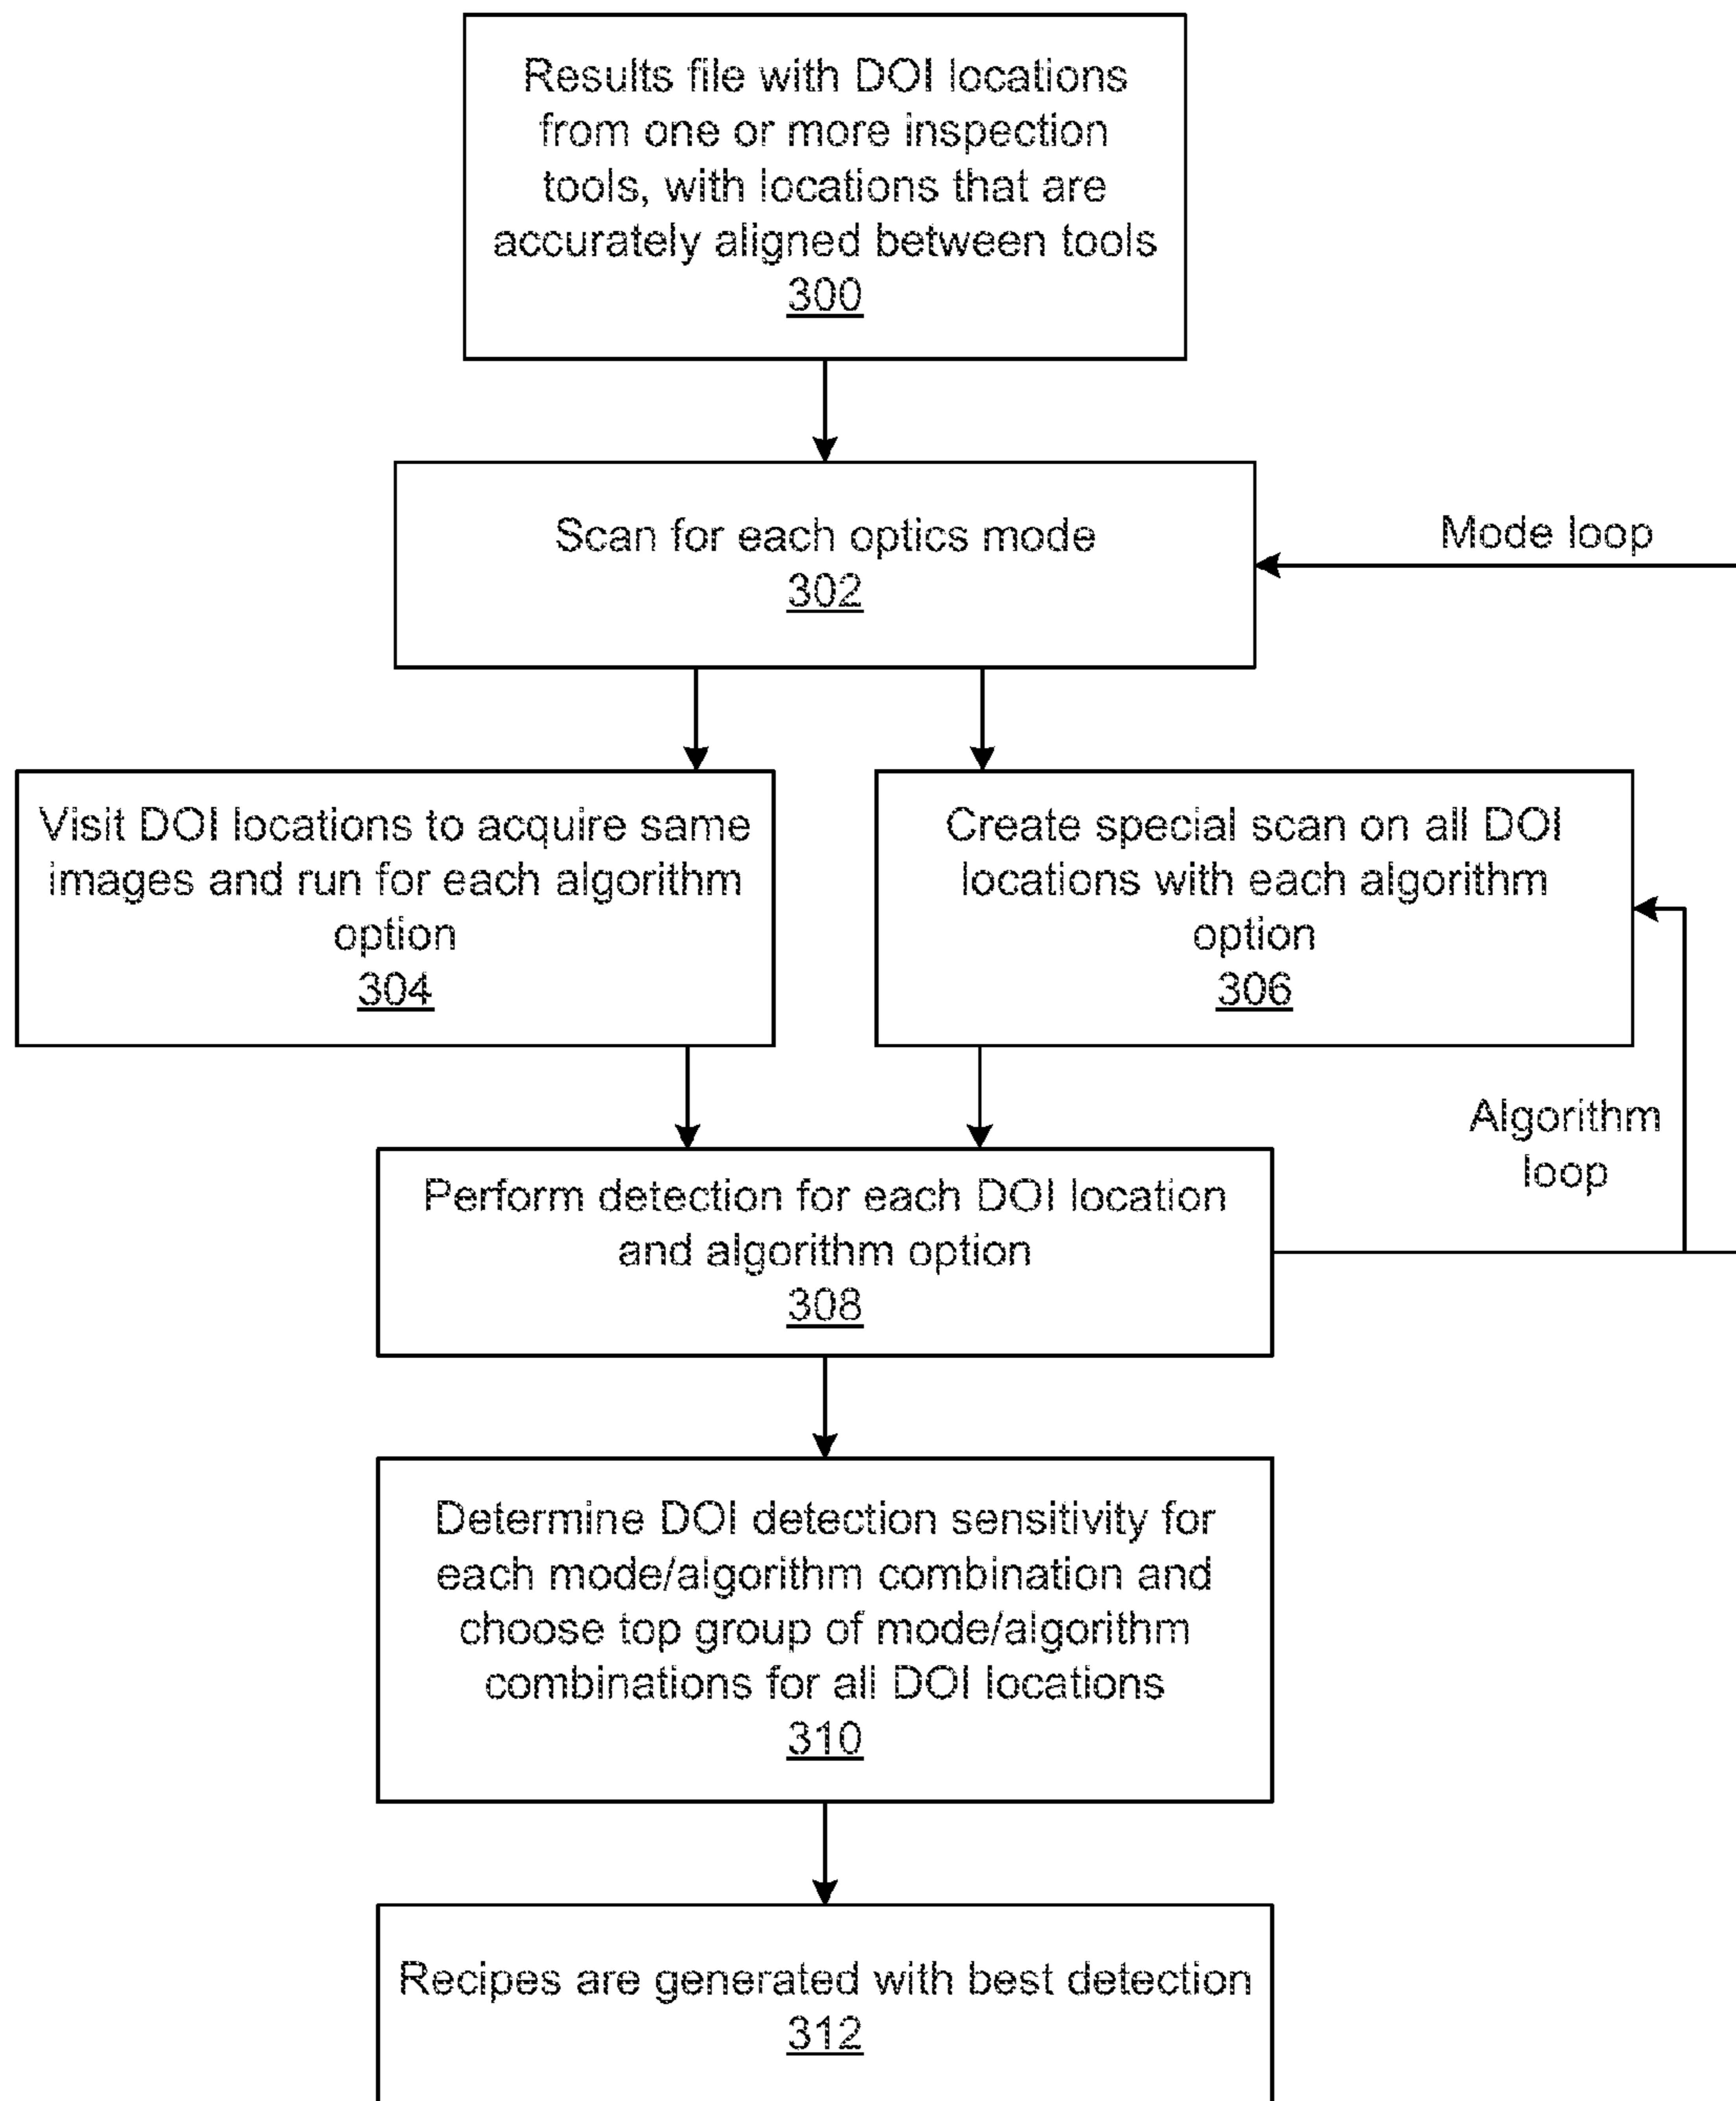 Results file with DOI locations
from one or more inspection
tools, with locations that are
accurately aligned between tools
300
Scan for each optics mode
302
Mode loop
Visit DOI locations to acquire same
images and run for each algorithm
option
304
Create special scan on all DOI
locations with each algorithm
option
306
Algorithm
loop
Perform detection for each DOI location
and algorithm option
308
Determine DOI detection sensitivity for
each mode/algorithm combination and
choose top group of mode/algorithm
combinations for all DOI locations
310
Recipes are generated with best detection
312